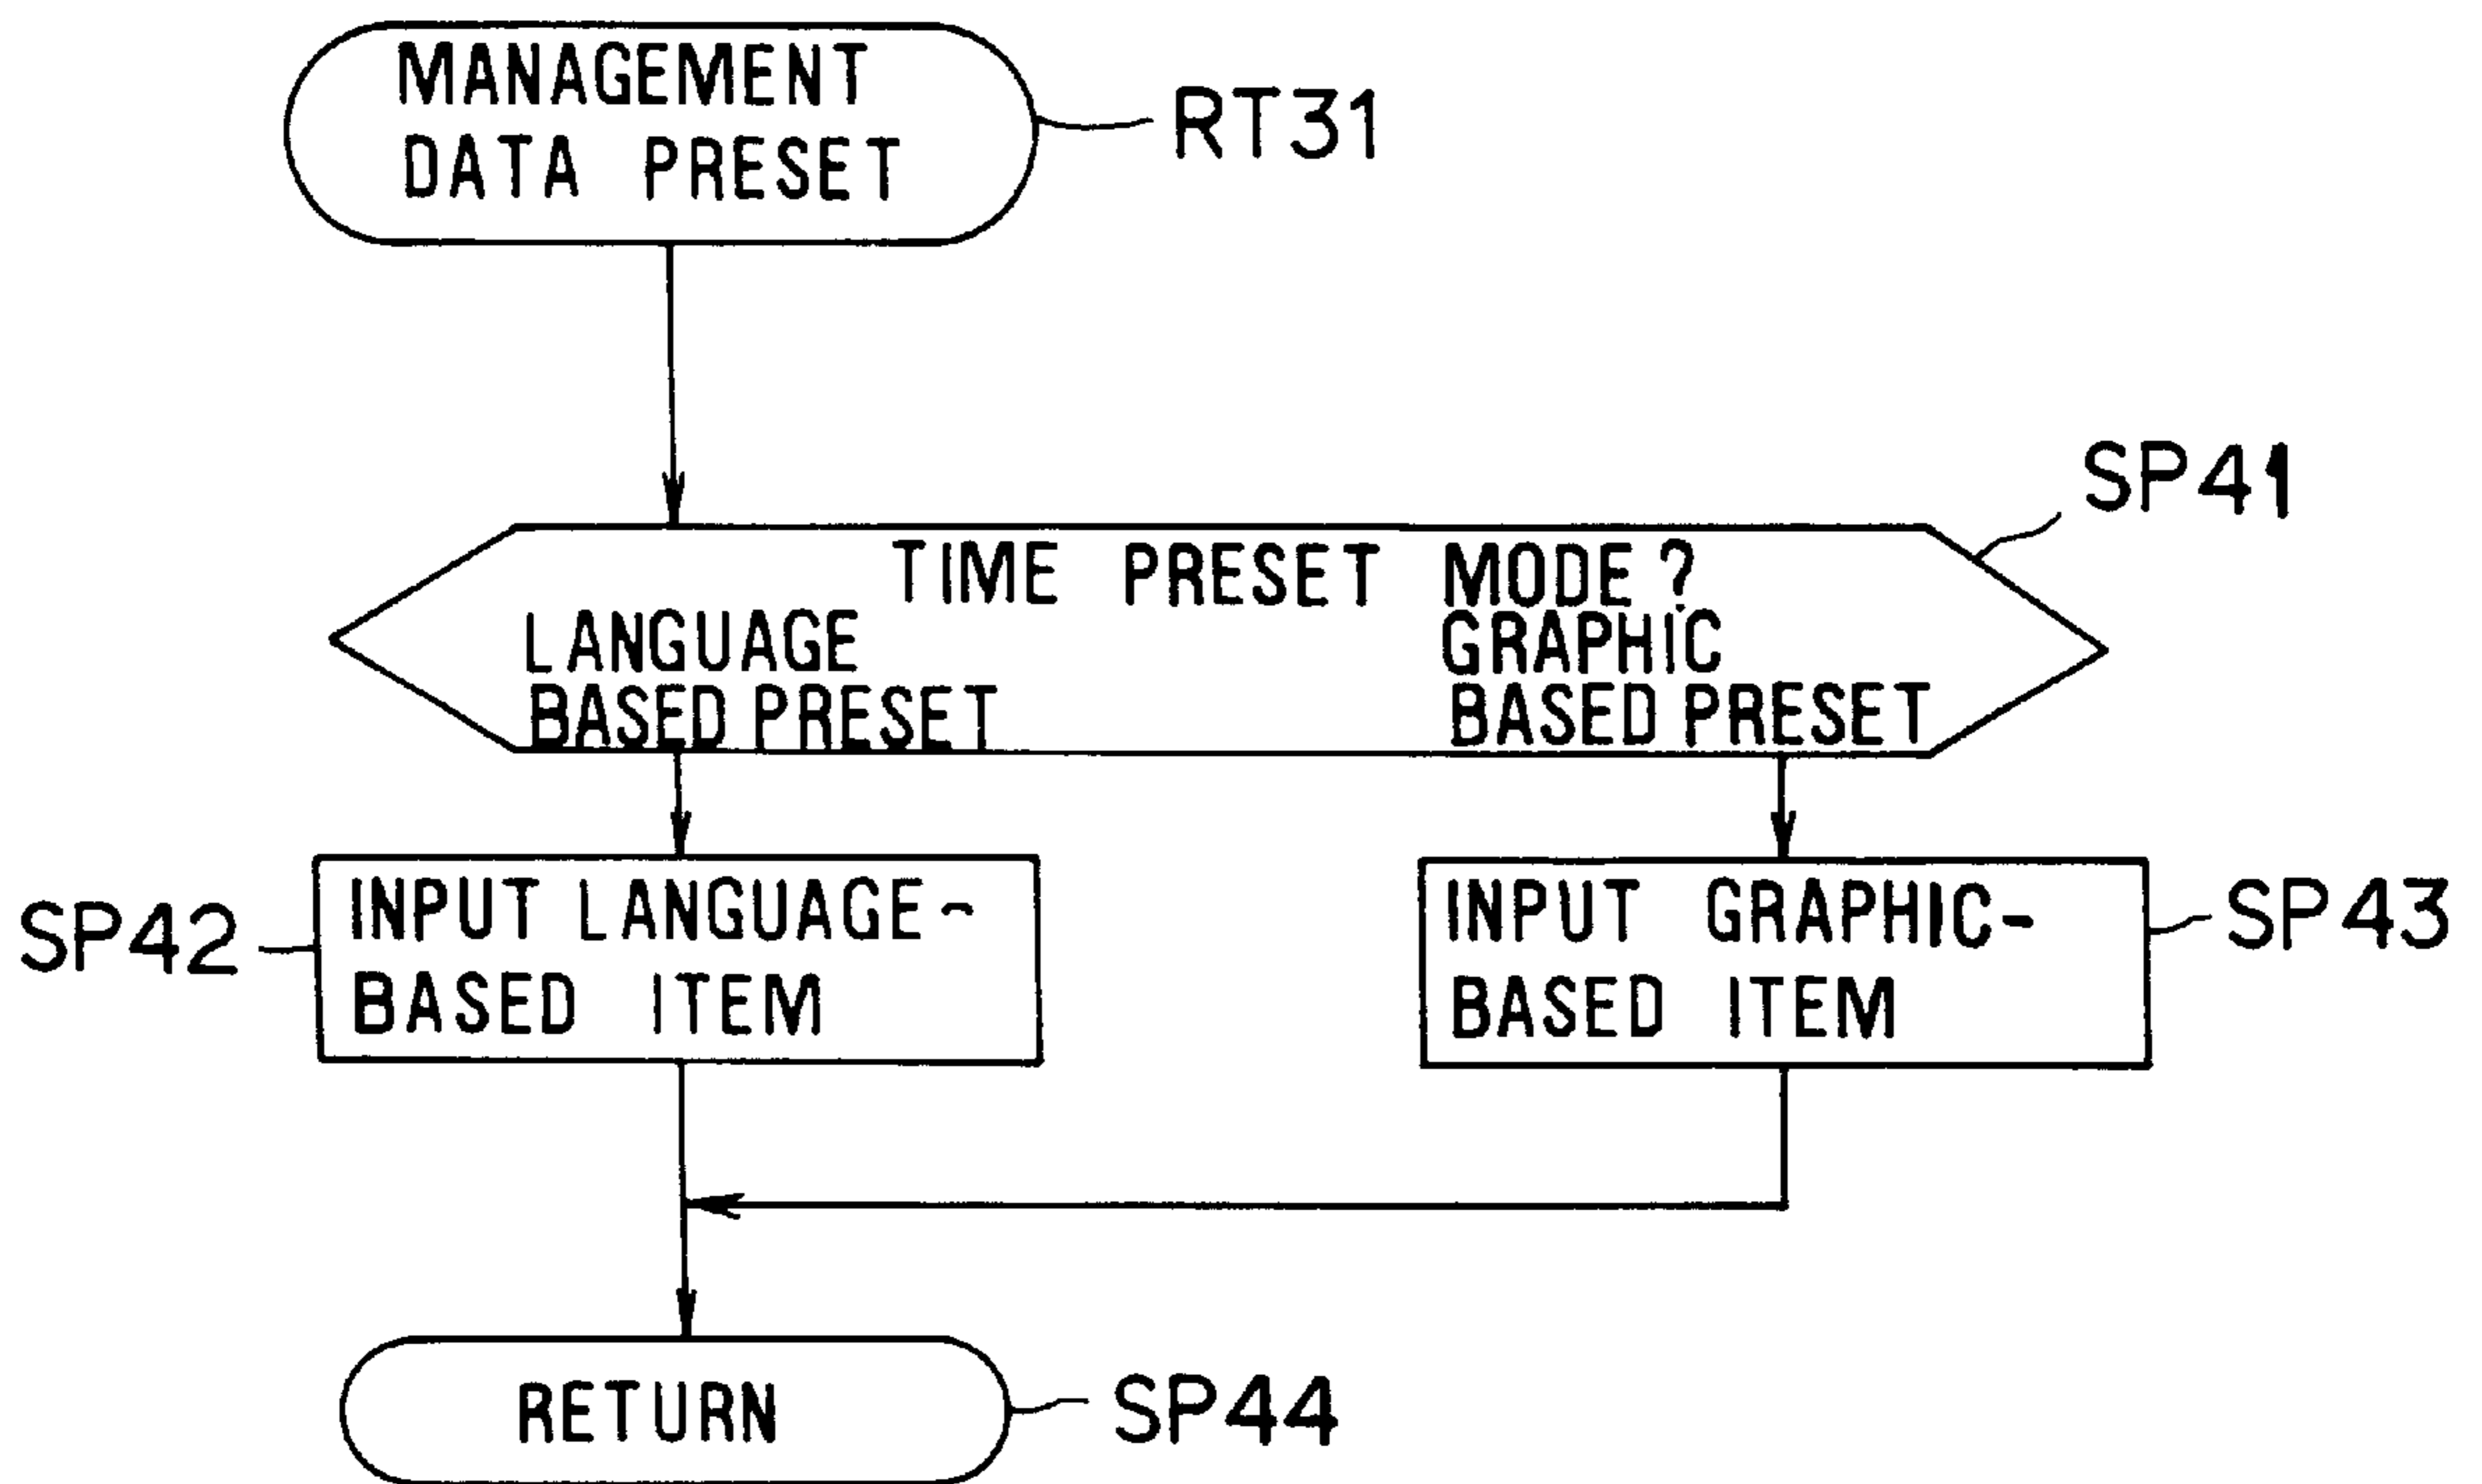 MANAGEMENT
DATA PRESET
RT31
SP41
TIME PRESET MODE?
LANGUAGE
BASED PRESET
GRAPHIC
BASED PRESET
SP42
INPUT LANGUAGE-
BASED ITEM
INPUT GRAPHIC-
BASED ITEM
SP43
RETURN
SP44